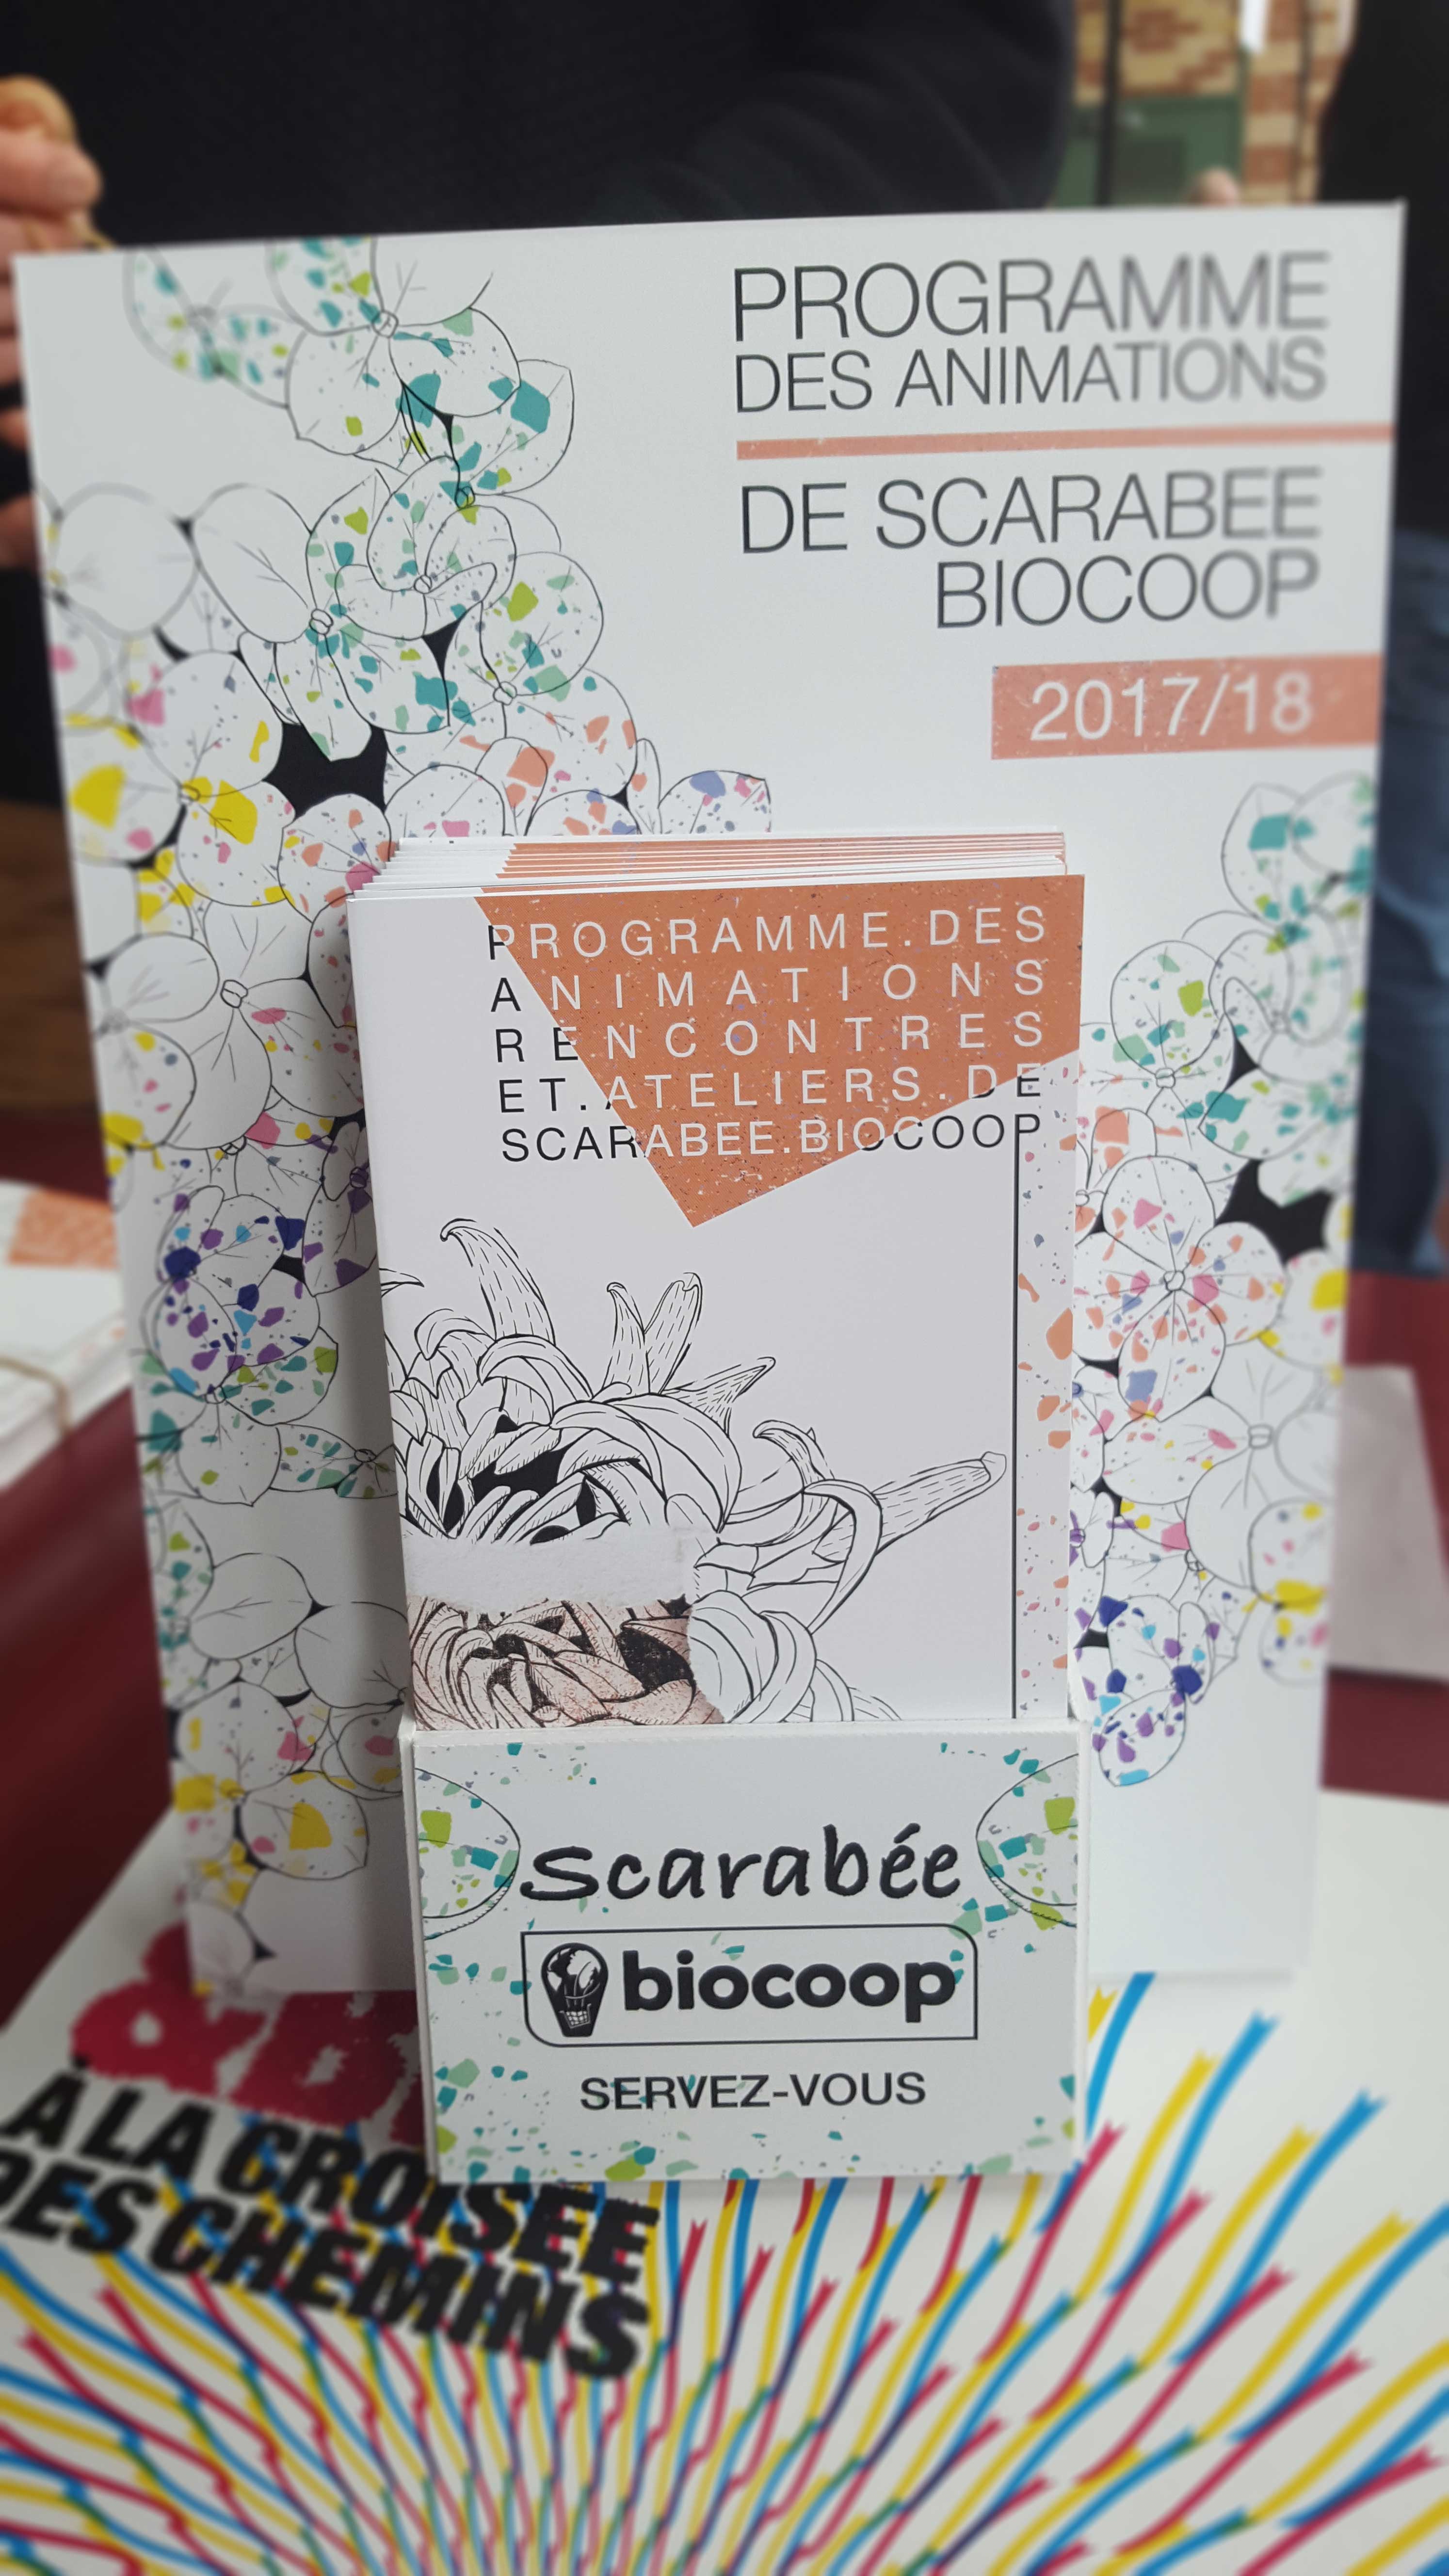 PROGRAMME
DES ANIMATIONS
DE SCARABEE
BIOCOOP
2017/18
PROGRAMME.DES
ANIMATIONS
RENCONTRES
ET.ATELIERS.DE
SCARABEE.BIOCOOP
Scarabée
biocoop
SERVEZ-VOUS
À LA CROISÉE
DES CHEMINS